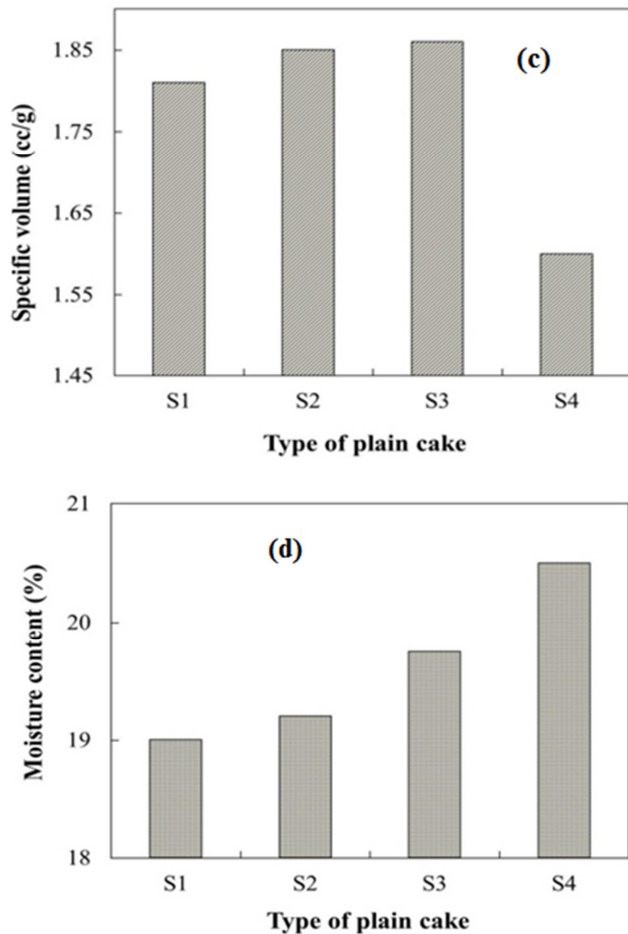 1.85
(c)
1.75
1.65
1.55
1.45
Specific volume (cc/g)
S1 S2 S3 S4
Type of plain cake
21
(d)
20
19
18
Moisture content (%)
S1 S2 S3 S4
Type of plain cake